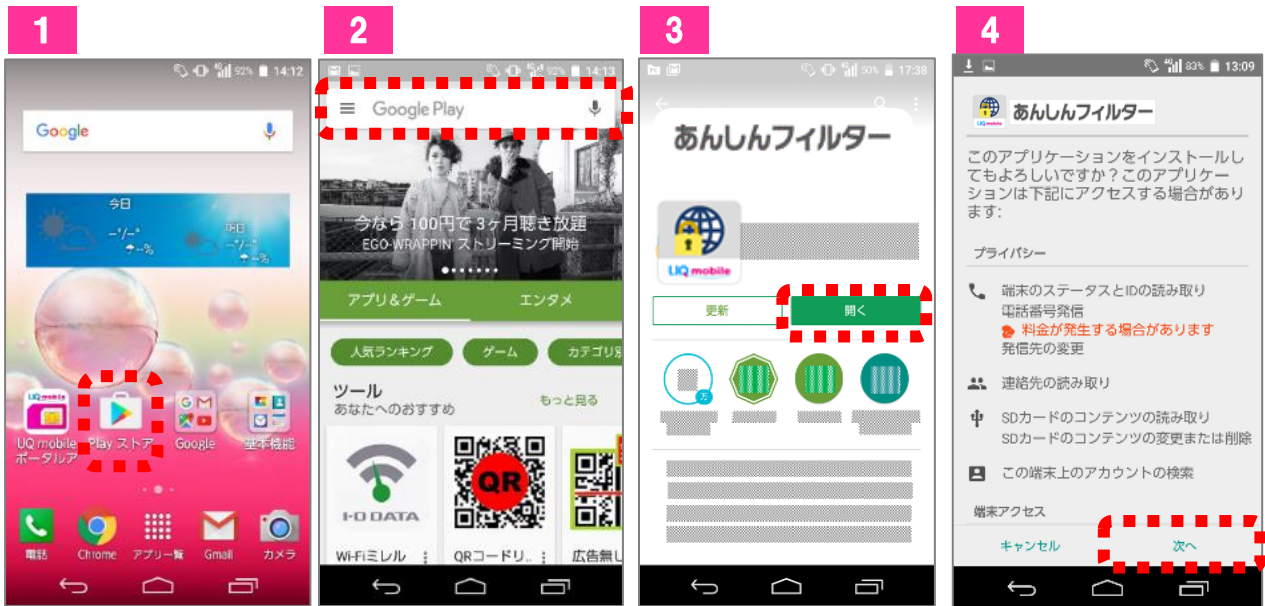 1
14:12
92%
Google
今日
明日
--°/--°
--%
--°/--°
--%
UQ mobile
UQ mobile
ポータルア
Play ストア
Google
基本機能
電話
Chrome
アプリ一覧
Gmail
カメラ
2
92%
14:13
Google Play
今なら 100円で 3ヶ月聴き放題
EGO-WRAPPIN' ストリーミング開始
アプリ&ゲーム
エンタメ
人気ランキング
ゲーム
カテゴリ別
ツール
あなたへのおすすめ
もっと見る
I-O DATA
QR
Wi-Fiミレル
QRコードリ..
広告無し
3
50%
17:38
あんしんフィルター
UQ mobile
更新
開く
万
4
83%
13:09
UQ mobile
あんしんフィルター
このアプリケーションをインストールし
てもよろしいですか?このアプリケー
ションは下記にアクセスする場合があり
ます:
プライバシー
端末のステータスとIDの読み取り
電話番号発信
料金が発生する場合があります
発信先の変更
連絡先の読み取り
SDカードのコンテンツの読み取り
SDカードのコンテンツの変更または削除
この端末上のアカウントの検索
端末アクセス
キャンセル
次へ